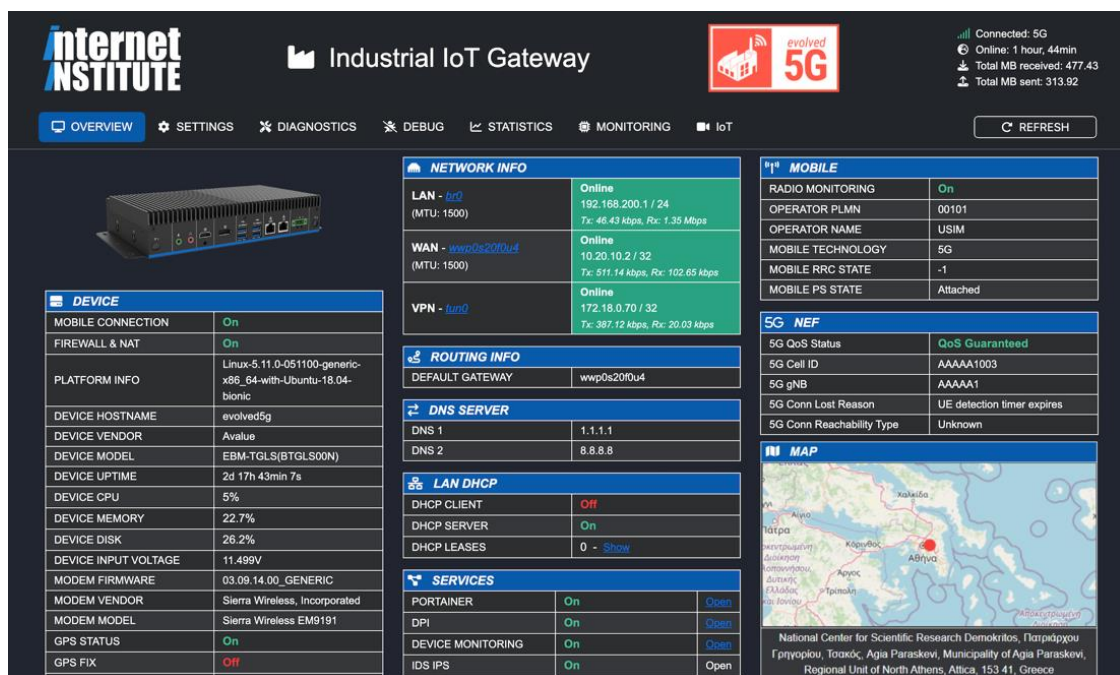 internet
INSTITUTE
Industrial IoT Gateway
evolved
5G
Connected: 5G
Online: 1 hour, 44min
Total MB received: 477.43
Total MB sent: 313.92
OVERVIEW SETTINGS DIAGNOSTICS DEBUG STATISTICS MONITORING IoT REFRESH
DEVICE
MOBILE CONNECTION On
FIREWALL & NAT On
PLATFORM INFO Linux-5.11.0-051100-generic-
x86_64-with-Ubuntu-18.04-
bionic
DEVICE HOSTNAME evolved5g
DEVICE VENDOR Avalue
DEVICE MODEL EBM-TGLS(BTGLS00N)
DEVICE UPTIME 2d 17h 43min 7s
DEVICE CPU 5%
DEVICE MEMORY 22.7%
DEVICE DISK 26.2%
DEVICE INPUT VOLTAGE 11.499V
MODEM FIRMWARE 03.09.14.00_GENERIC
MODEM VENDOR Sierra Wireless, Incorporated
MODEM MODEL Sierra Wireless EM9191
GPS STATUS On
GPS FIX Off
NETWORK INFO
LAN - br0
(MTU: 1500)
Online
192.168.200.1 / 24
Tx: 46.43 kbps, Rx: 1.35 Mbps
WAN - wwp0s20f0u4
(MTU: 1500)
Online
10.20.10.2 / 32
Tx: 511.14 kbps, Rx: 102.65 kbps
VPN - tun0
Online
172.18.0.70 / 32
Tx: 387.12 kbps, Rx: 20.03 kbps
ROUTING INFO
DEFAULT GATEWAY wwp0s20f0u4
DNS SERVER
DNS 1 1.1.1.1
DNS 2 8.8.8.8
LAN DHCP
DHCP CLIENT Off
DHCP SERVER On
DHCP LEASES 0 - Show
SERVICES
PORTAINER On Open
DPI On Open
DEVICE MONITORING On Open
IDS IPS On Open
MOBILE
RADIO MONITORING On
OPERATOR PLMN 00101
OPERATOR NAME USIM
MOBILE TECHNOLOGY 5G
MOBILE RRC STATE -1
MOBILE PS STATE Attached
5G NEF
5G QoS Status QoS Guaranteed
5G Cell ID AAAAA1003
5G gNB AAAAA1
5G Conn Lost Reason UE detection timer expires
5G Conn Reachability Type Unknown
MAP
Χαλκίδα
Αίγιο
Πάτρα
Κόρινθος
Αθήνα
Άργος
Τρίπολη
National Center for Scientific Research Demokritos, Πατριάρχου
Γρηγορίου, Τσακός, Agia Paraskevi, Municipality of Agia Paraskevi,
Regional Unit of North Athens, Attica, 153 41, Greece